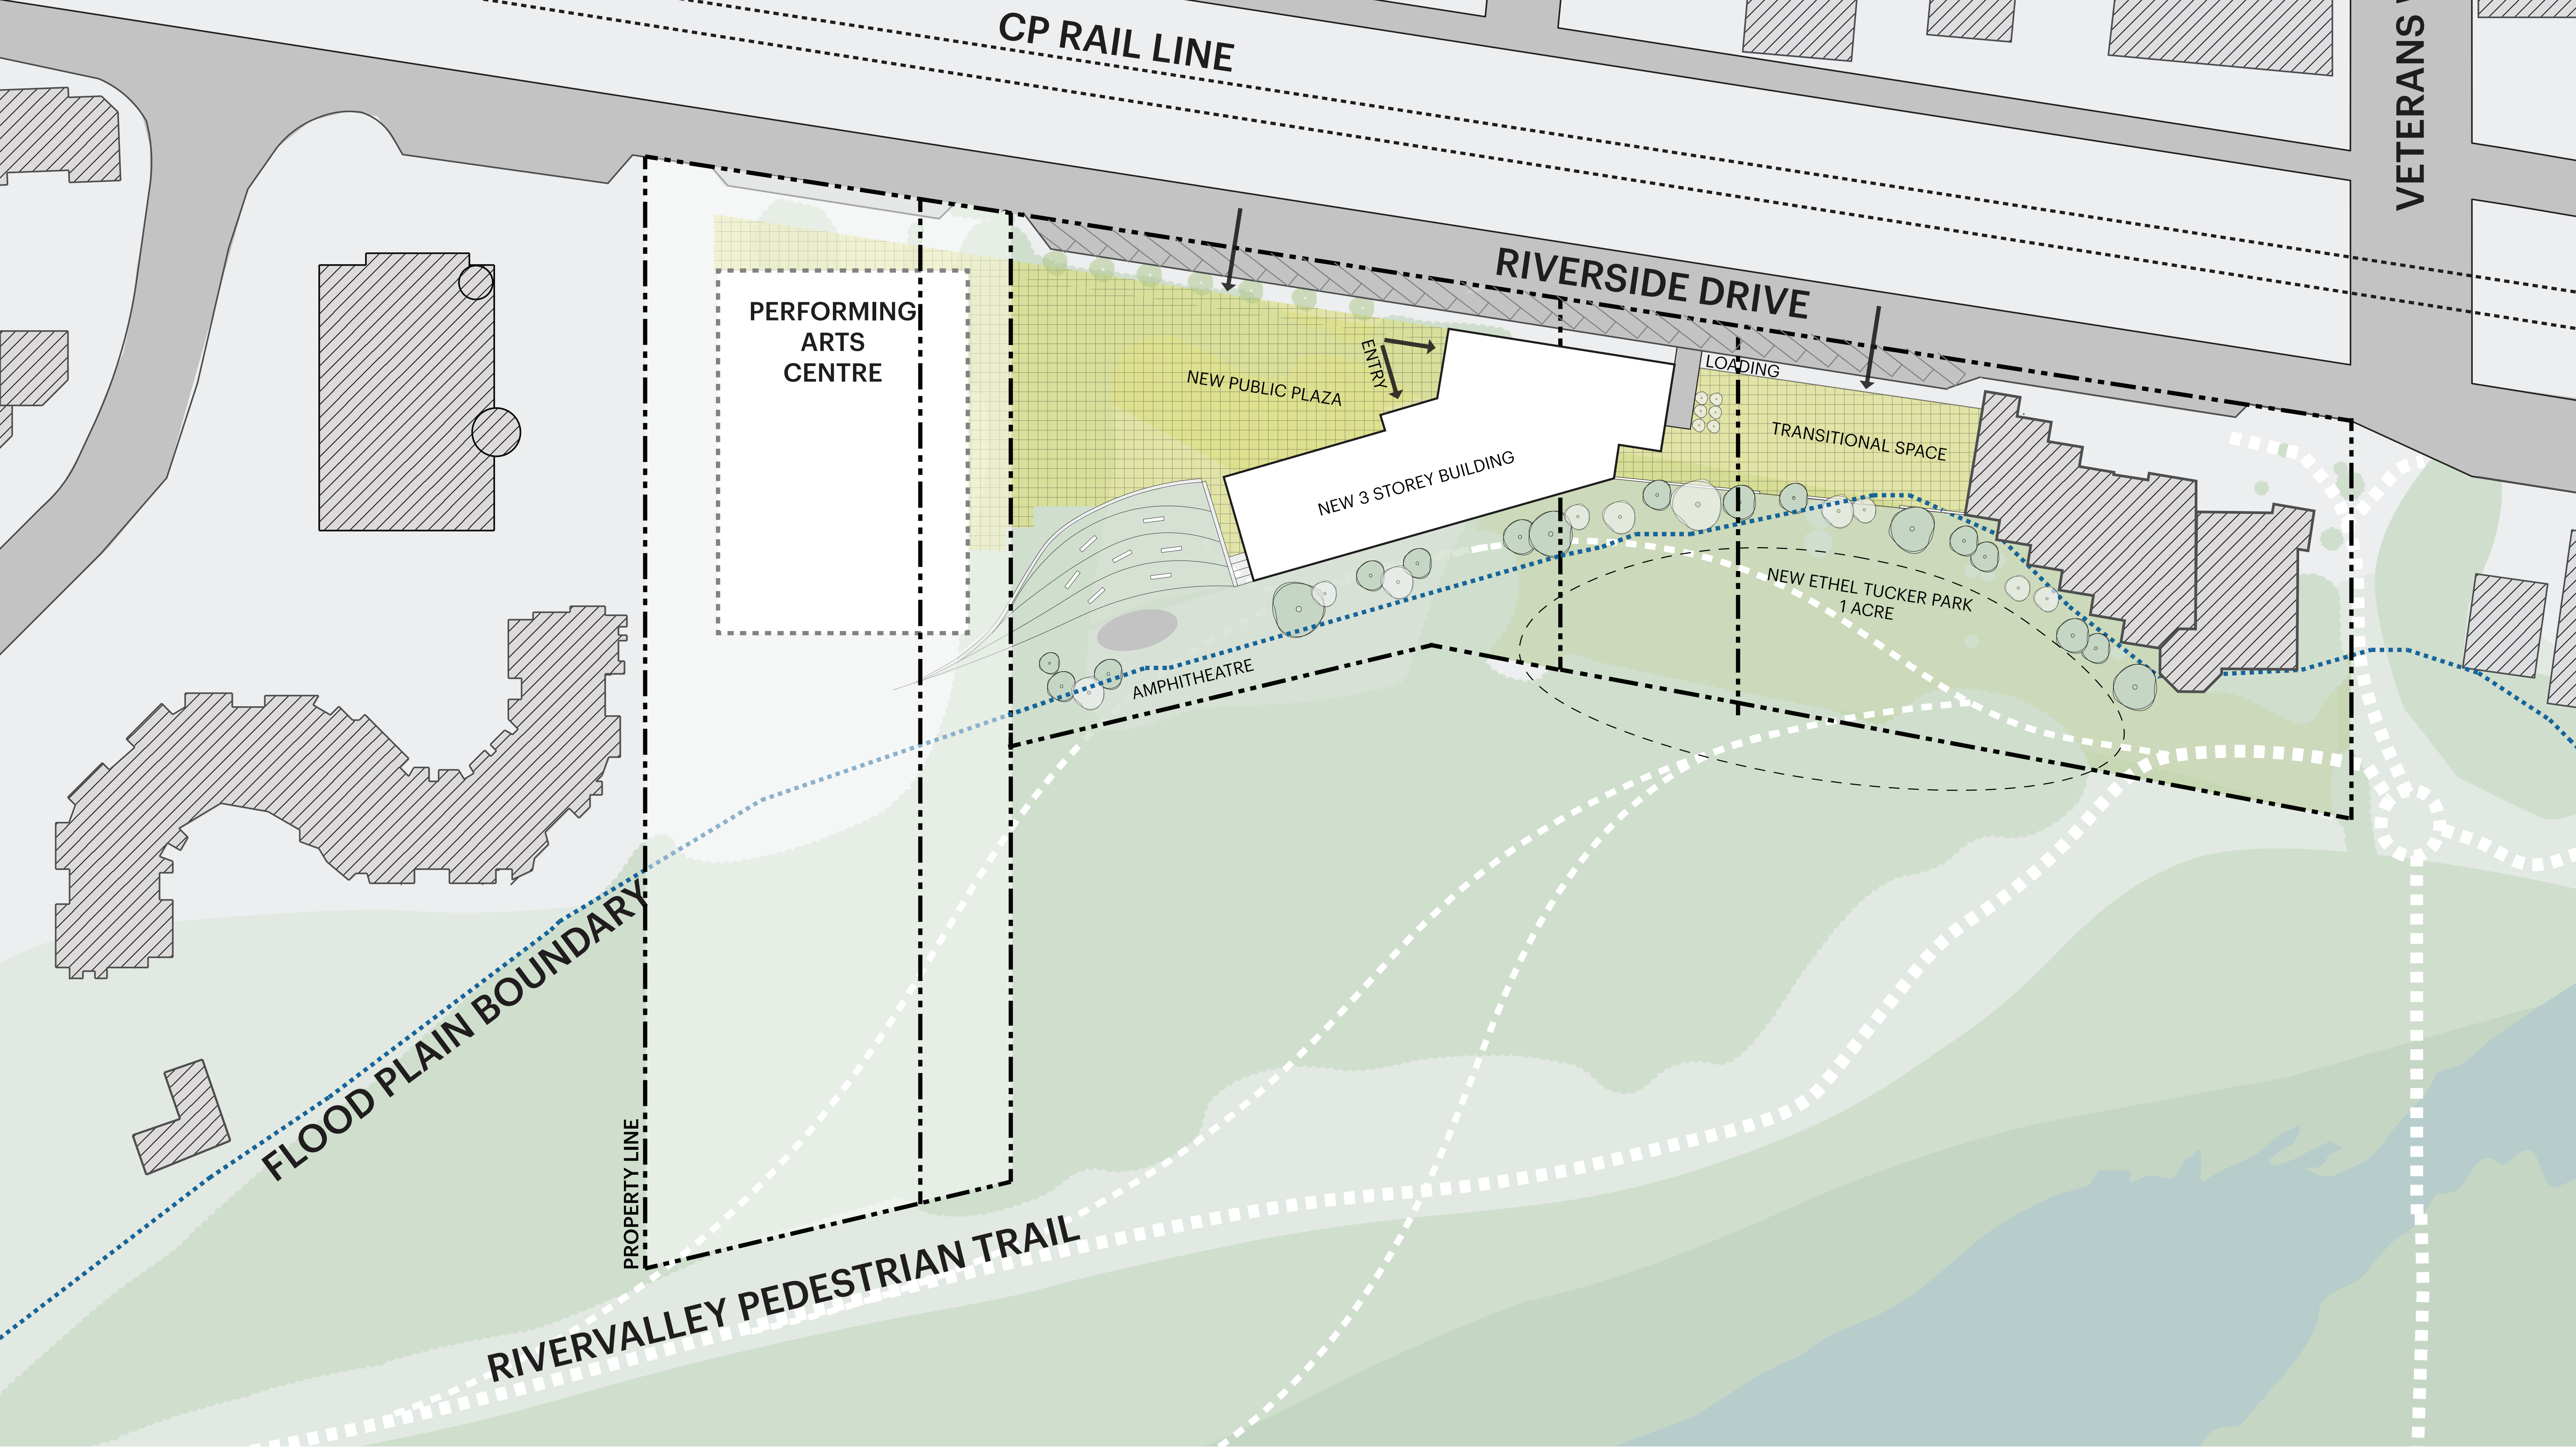 CP RAIL LINE
VETERANS
RIVERSIDE DRIVE
PERFORMING
ARTS
CENTRE
ENTRY
LOADING
NEW PUBLIC PLAZA
TRANSITIONAL SPACE
NEW 3 STOREY BUILDING
NEW ETHEL TUCKER PARK
1 ACRE
AMPHITHEATRE
FLOOD PLAIN BOUNDARY
PROPERTY LINE
RIVERVALLEY PEDESTRIAN TRAIL